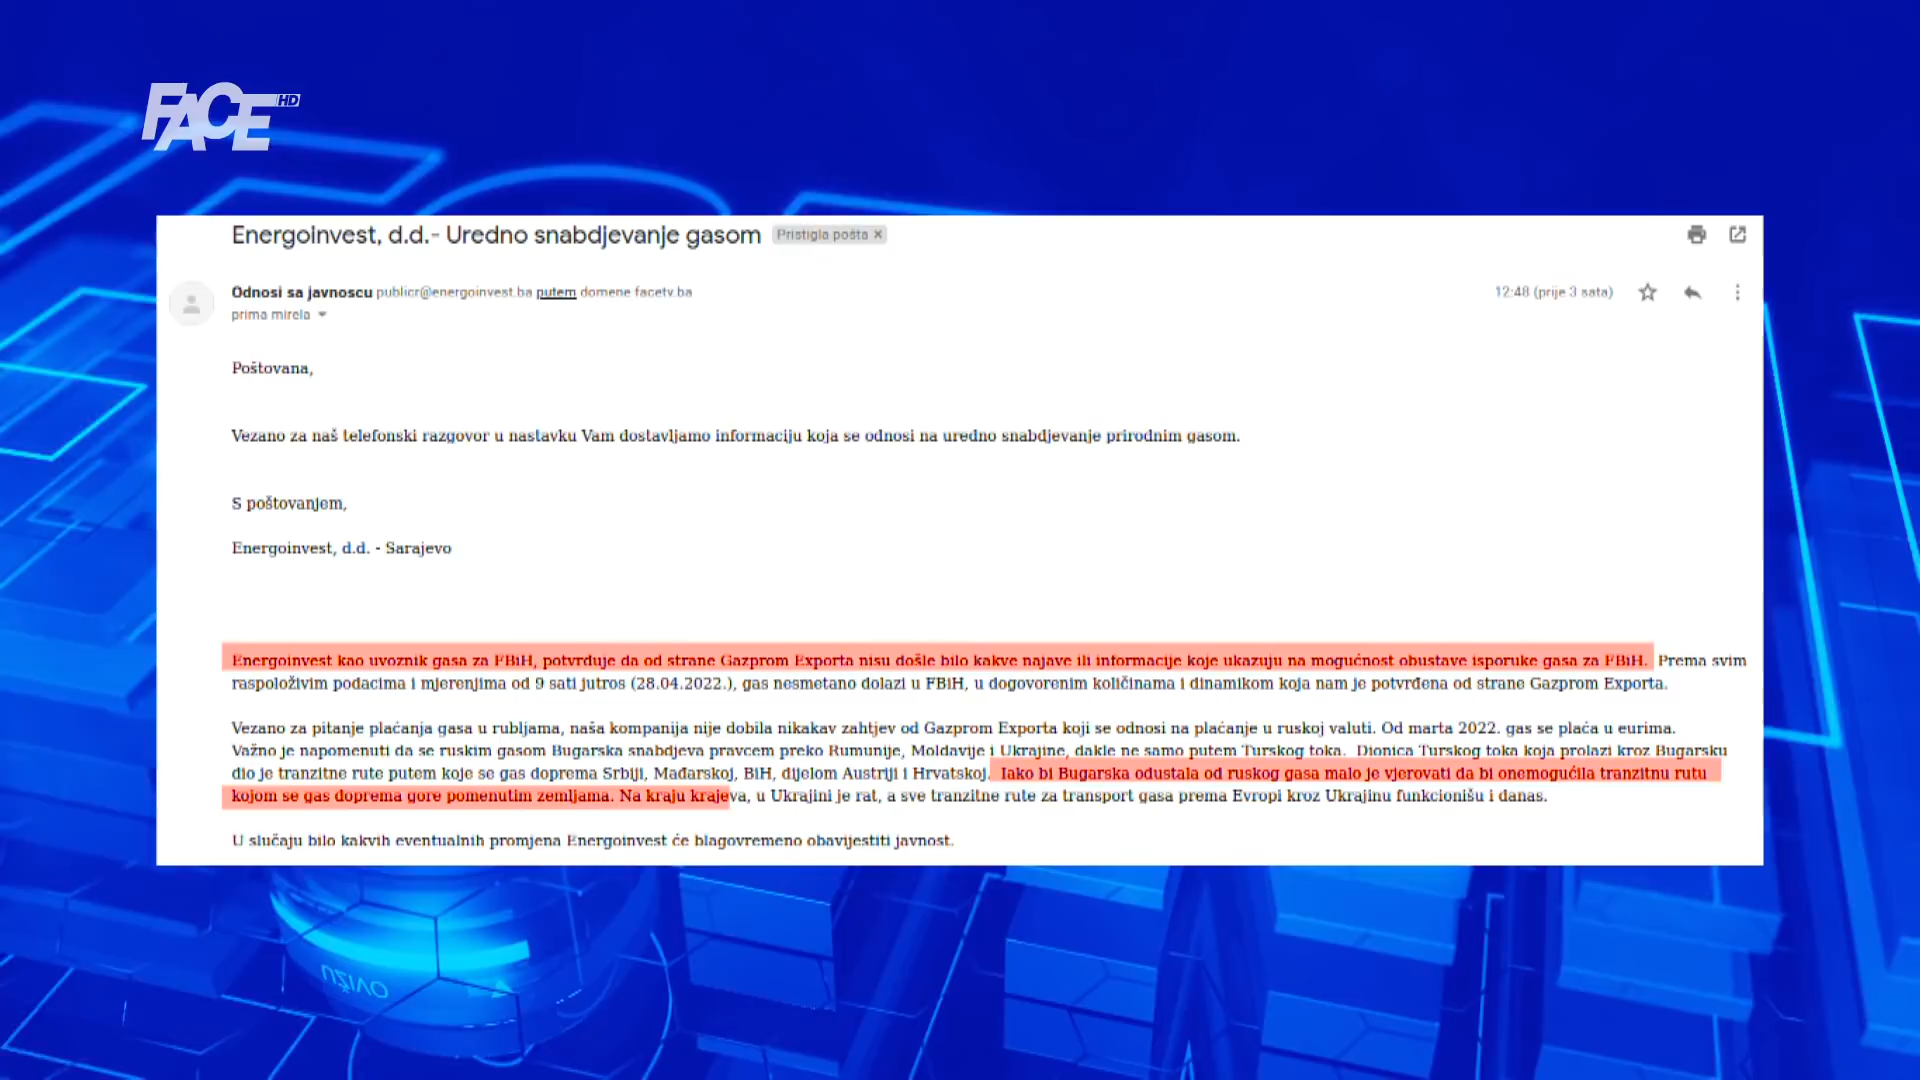 FACE HD
Energoinvest, d.d.- Uredno snabdjevanje gasom Pristigla pošta ×
Odnosi sa javnoscu publicr@energoinvest.ba putem domene facetv.ba
12:48 (prije 3 sata)
prima mirela
Poštovana,
Vezano za naš telefonski razgovor u nastavku Vam dostavljamo informaciju koja se odnosi na uredno snabdjevanje prirodnim gasom.
S poštovanjem,
Energoinvest, d.d. - Sarajevo
Energoinvest kao uvoznik gasa za FBiH, potvrđuje da od strane Gazprom Exporta nisu došle bilo kakve najave ili informacije koje ukazuju na mogućnost obustave isporuke gasa za FBiH. Prema svim
raspoloživim podacima i mjerenjima od 9 sati jutros (28.04.2022.), gas nesmetano dolazi u FBiH, u dogovorenim količinama i dinamikom koja nam je potvrđena od strane Gazprom Exporta.
Vezano za pitanje plaćanja gasa u rubljama, naša kompanija nije dobila nikakav zahtjev od Gazprom Exporta koji se odnosi na plaćanje u ruskoj valuti. Od marta 2022. gas se plaća u eurima.
Važno je napomenuti da se ruskim gasom Bugarska snabdjeva pravcem preko Rumunije, Moldavije i Ukrajine, dakle ne samo putem Turskog toka. Dionica Turskog toka koja prolazi kroz Bugarsku
dio je tranzitne rute putem koje se gas doprema Srbiji, Mađarskoj, BiH, dijelom Austriji i Hrvatskoj. Iako bi Bugarska odustala od ruskog gasa malo je vjerovati da bi onemogućila tranzitnu rutu
kojom se gas doprema gore pomenutim zemljama. Na kraju krajeva, u Ukrajini je rat, a sve tranzitne rute za transport gasa prema Evropi kroz Ukrajinu funkcionišu i danas.
U slučaju bilo kakvih eventualnih promjena Energoinvest će blagovremeno obavijestiti javnost.
UŽIVO